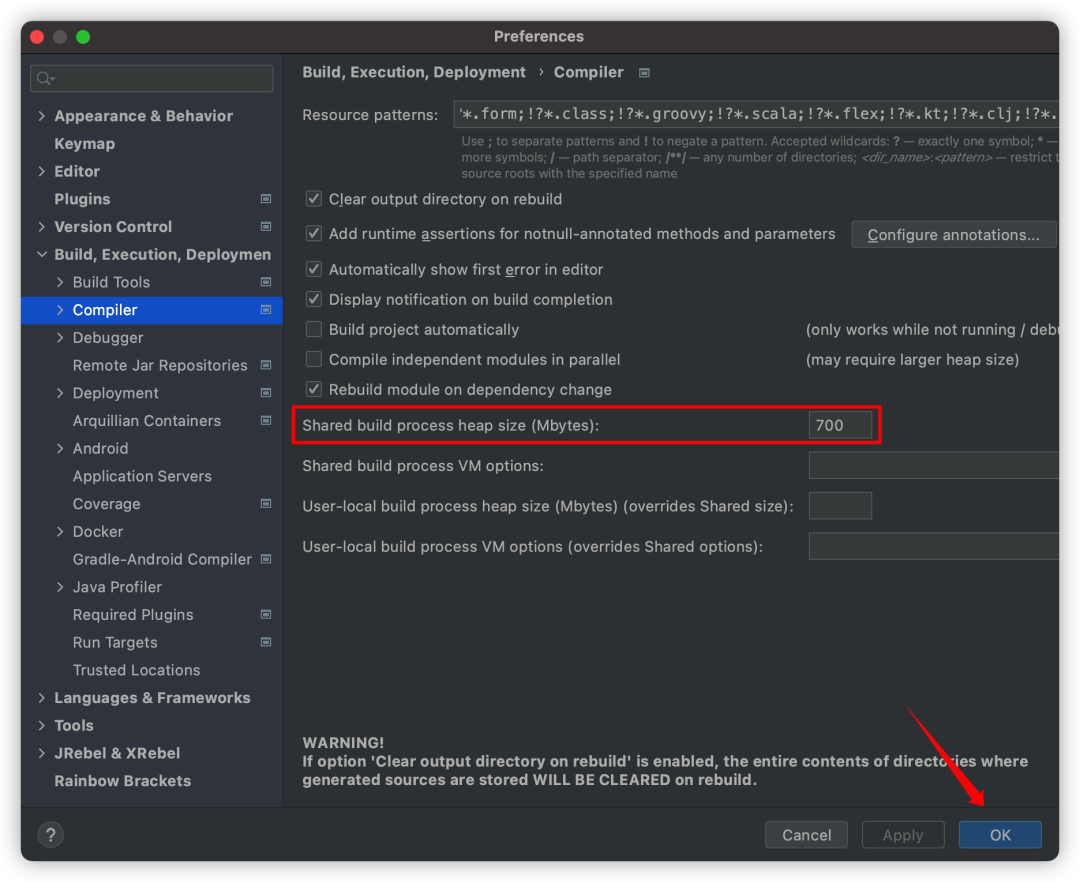 Preferences
Appearance & Behavior
Keymap
Editor
Plugins
Version Control
Build, Execution, Deploymen
Build Tools
Compiler
Debugger
Remote Jar Repositories
Deployment
Arquillian Containers
Android
Application Servers
Coverage
Docker
Gradle-Android Compiler
Java Profiler
Required Plugins
Run Targets
Trusted Locations
Languages & Frameworks
Tools
JRebel & XRebel
Rainbow Brackets
Build, Execution, Deployment › Compiler
Resource patterns: '*.form;!?*.class;!?*.groovy;!?*.scala;!?*.flex;!?*.kt;!?*.clj;!?*.
Use ; to separate patterns and ! to negate a pattern. Accepted wildcards: ? — exactly one symbol; * —
more symbols; / — path separator; /**/ — any number of directories; <dir_name>:<pattern> — restrict t
source roots with the specified name
Clear output directory on rebuild
Add runtime assertions for notnull-annotated methods and parameters Configure annotations...
Automatically show first error in editor
Display notification on build completion
Build project automatically (only works while not running / debu
Compile independent modules in parallel (may require larger heap size)
Rebuild module on dependency change
Shared build process heap size (Mbytes): 700
Shared build process VM options:
User-local build process heap size (Mbytes) (overrides Shared size):
User-local build process VM options (overrides Shared options):
WARNING!
If option 'Clear output directory on rebuild' is enabled, the entire contents of directories where
generated sources are stored WILL BE CLEARED on rebuild.
? Cancel Apply OK